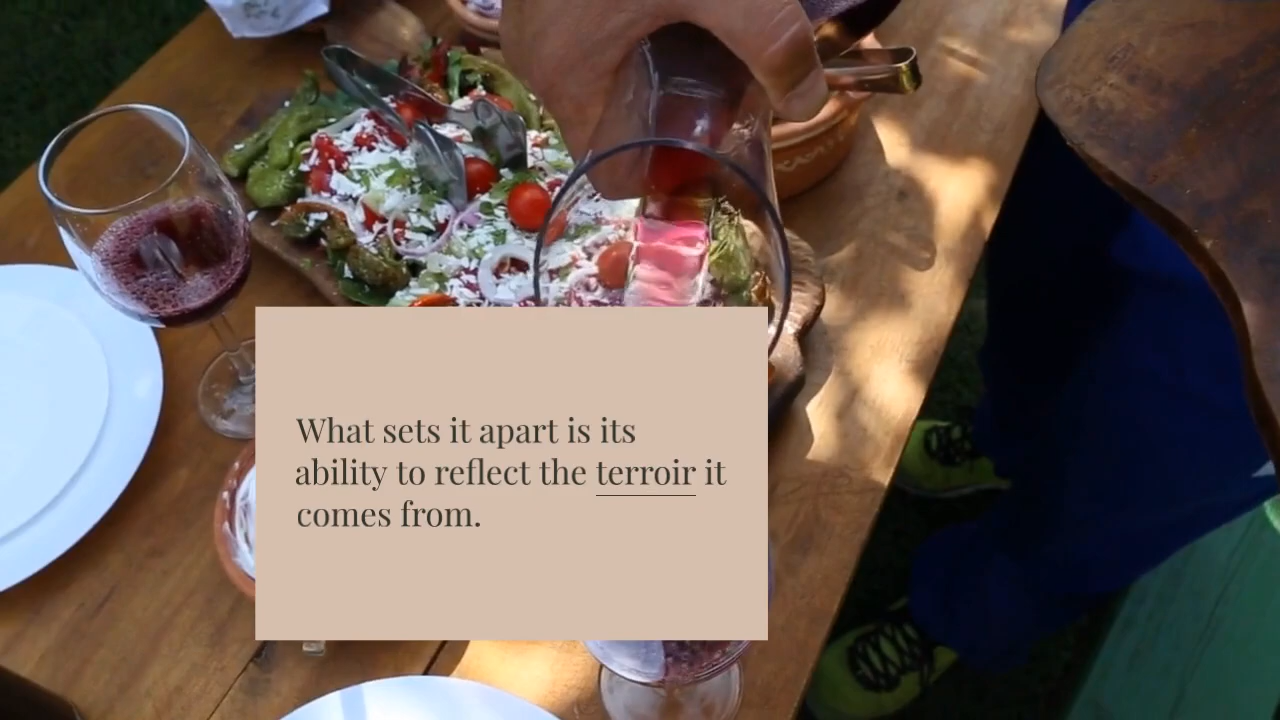 What sets it apart is its
ability to reflect the terroir it
comes from.